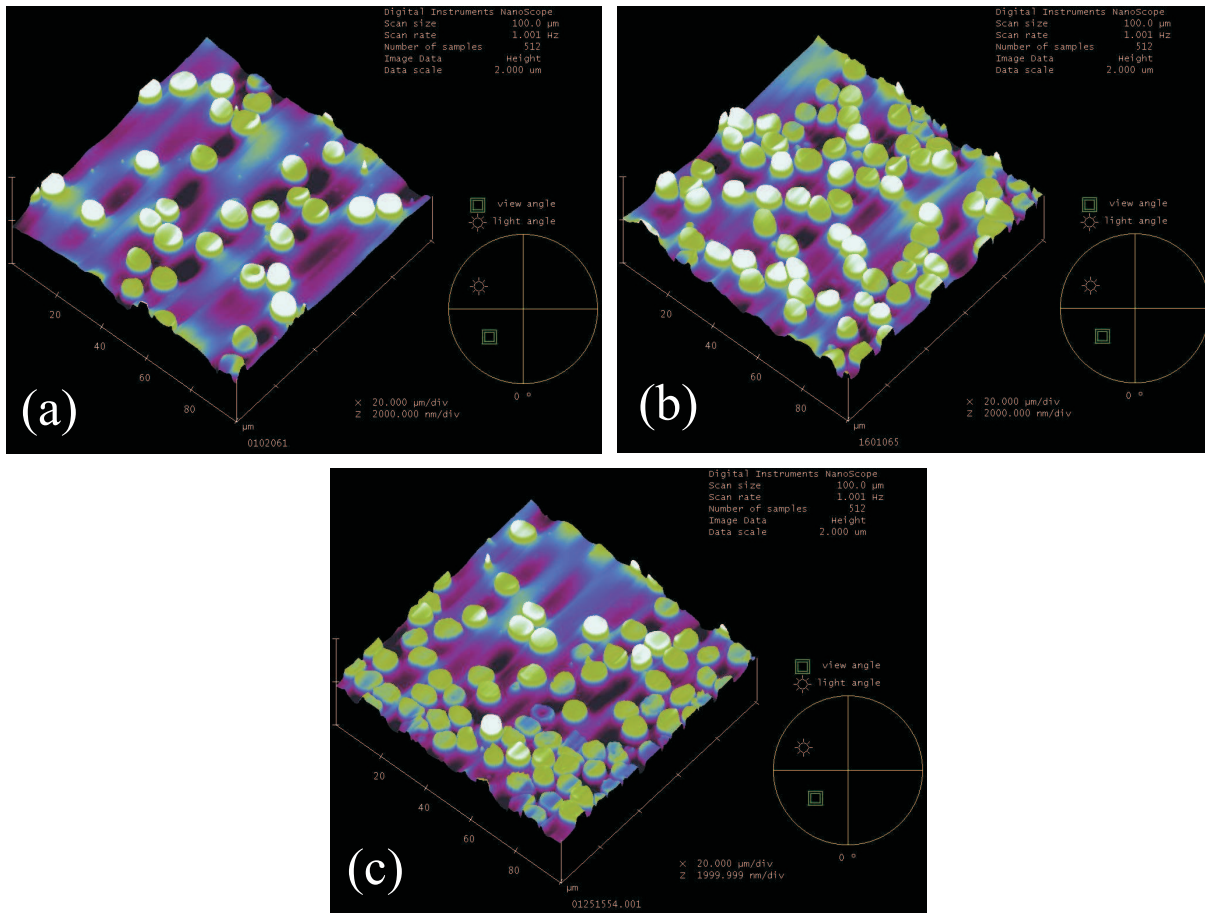 Digital Instruments NanoScope
Scan size 100.0 µm
Scan rate 1.001 Hz
Number of samples 512
Image Data Height
Data scale 2.000 um
view angle
light angle
20
40
60
80
µm
0 °
X 20.000 µm/div
Z 2000.000 nm/div
0102061
(a)
Digital Instruments NanoScope
Scan size 100.0 µm
Scan rate 1.001 Hz
Number of samples 512
Image Data Height
Data scale 2.000 um
view angle
light angle
20
40
60
80
µm
0 °
X 20.000 µm/div
Z 2000.000 nm/div
1601065
(b)
Digital Instruments NanoScope
Scan size 100.0 µm
Scan rate 1.001 Hz
Number of samples 512
Image Data Height
Data scale 2.000 um
view angle
light angle
20
40
60
80
µm
0 °
X 20.000 µm/div
Z 1999.999 nm/div
01251554.001
(c)